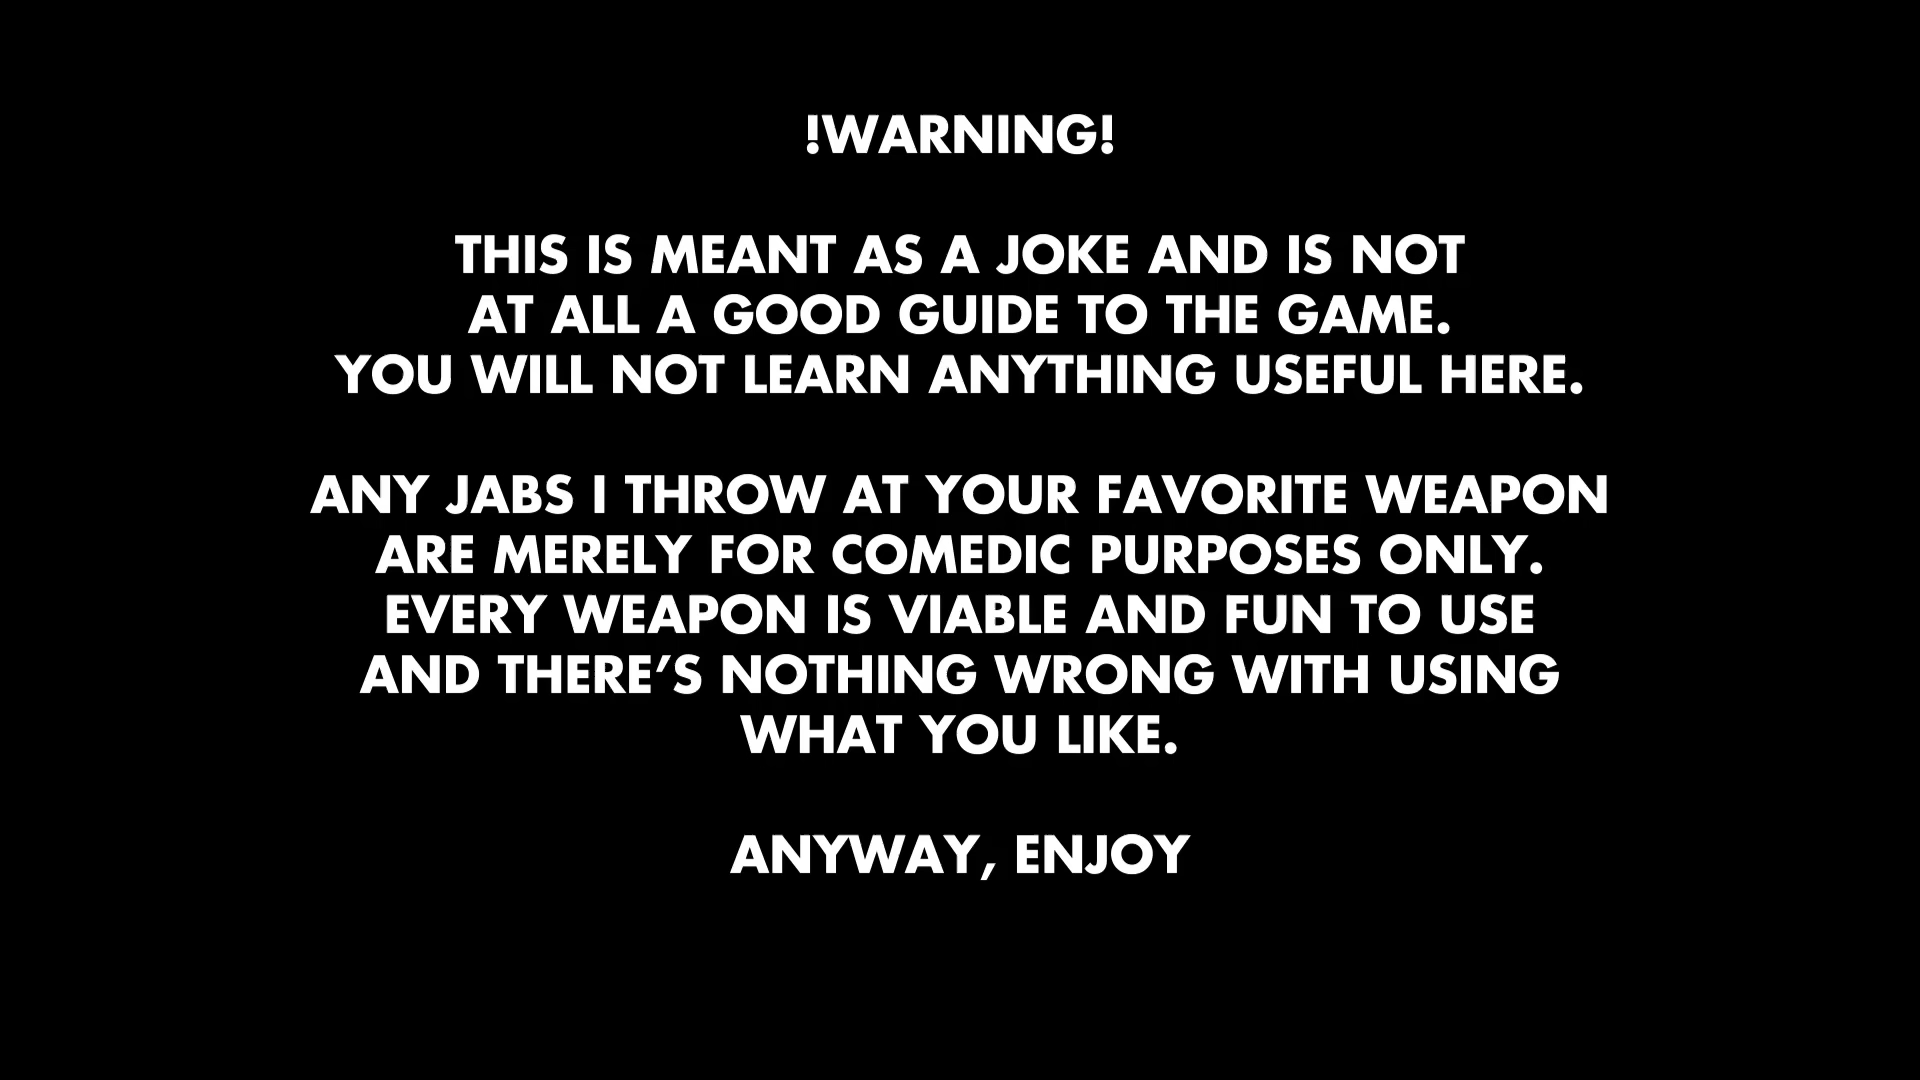 !WARNING!
THIS IS MEANT AS A JOKE AND IS NOT
AT ALL A GOOD GUIDE TO THE GAME.
YOU WILL NOT LEARN ANYTHING USEFUL HERE.
ANY JABS I THROW AT YOUR FAVORITE WEAPON
ARE MERELY FOR COMEDIC PURPOSES ONLY.
EVERY WEAPON IS VIABLE AND FUN TO USE
AND THERE’S NOTHING WRONG WITH USING
WHAT YOU LIKE.
ANYWAY, ENJOY